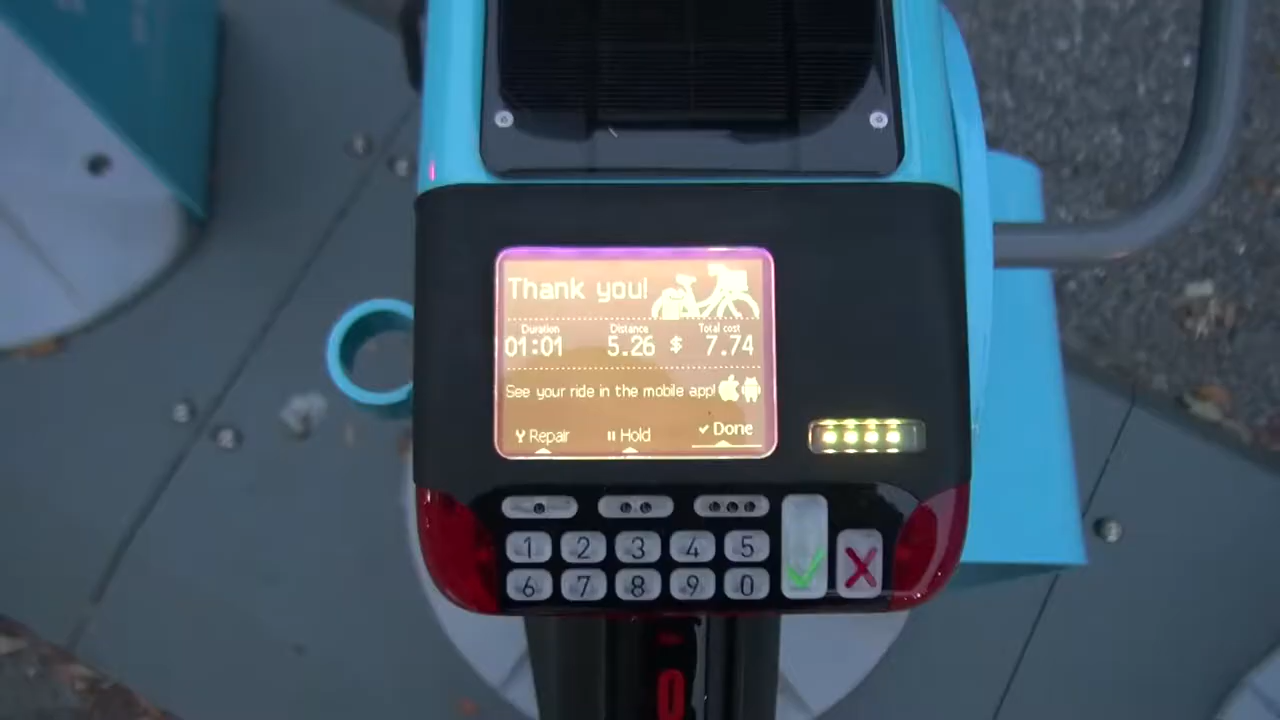 Thank you!
Duration Distance Total cost
01:01 5.26 $ 7.74
See your ride in the mobile app!
Repair Hold Done
1 2 3 4 5
6 7 8 9 0